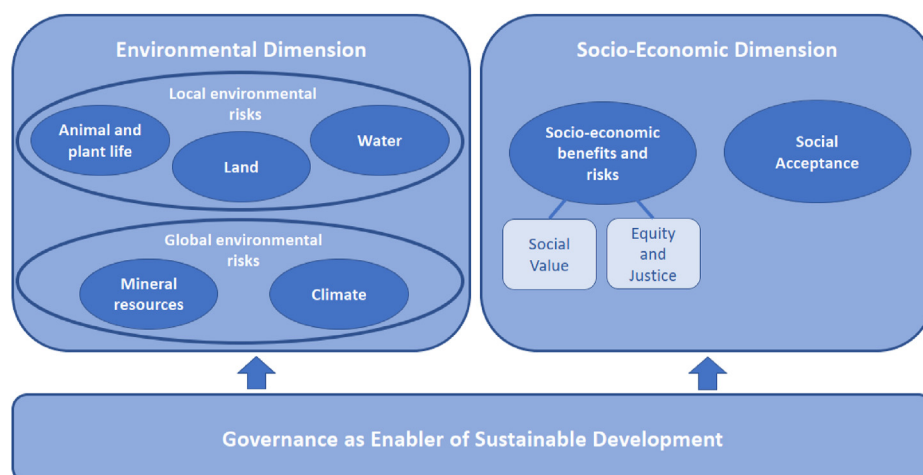 Environmental Dimension
Local environmental
risks
Animal and
plant life
Land
Water
Global environmental
risks
Mineral
resources
Climate
Socio-Economic Dimension
Socio-economic
benefits and
risks
Social
Acceptance
Social
Value
Equity
and
Justice
Governance as Enabler of Sustainable Development